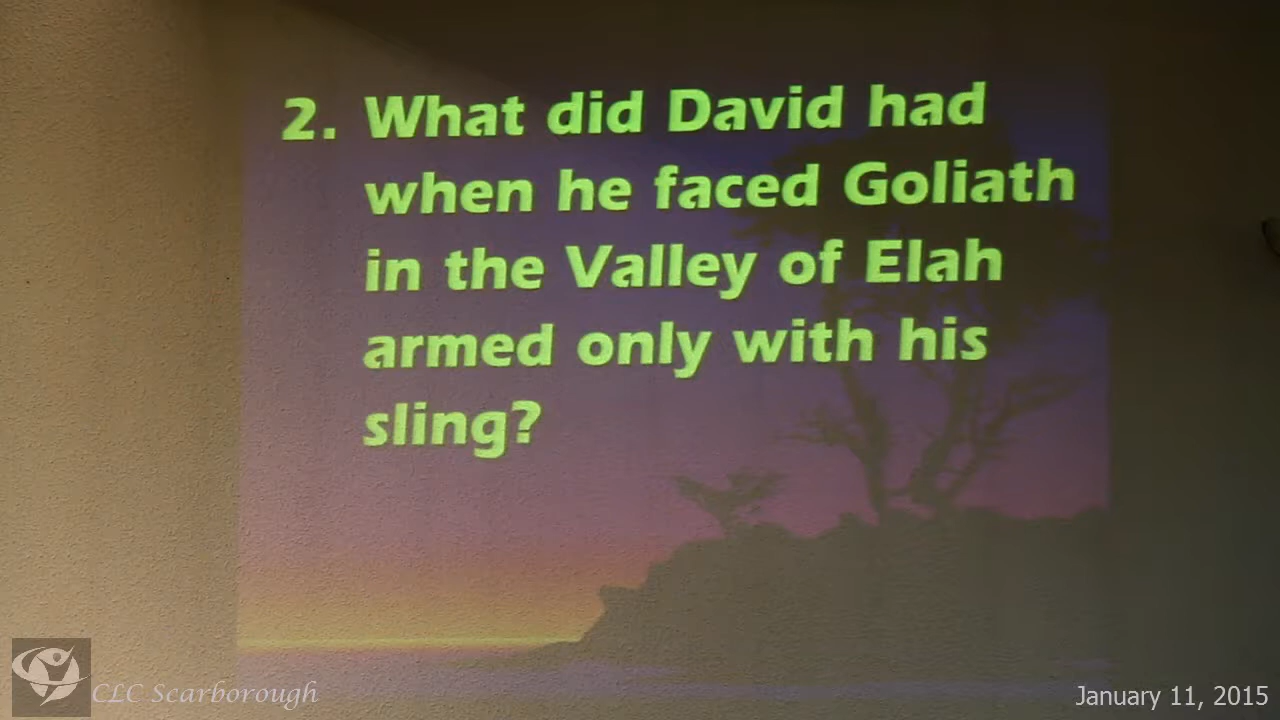 2. What did David had
when he faced Goliath
in the Valley of Elah
armed only with his
sling?
CLC Scarborough
January 11, 2015